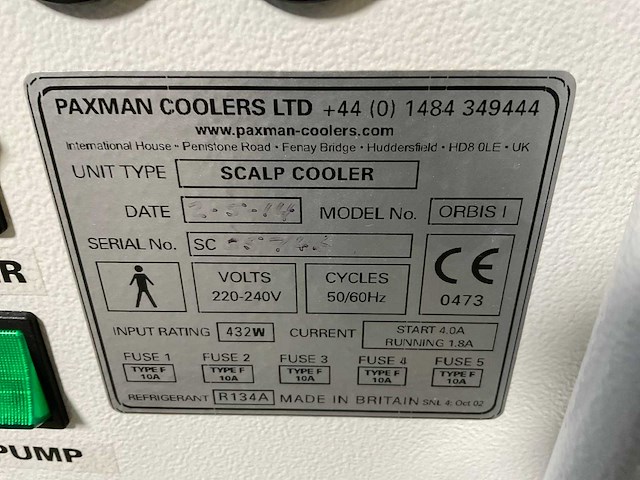 PAXMAN COOLERS LTD +44 (0) 1484 349444
www.paxman-coolers.com
International House • Penistone Road • Fenay Bridge • Huddersfield • HD8 0LE • UK
UNIT TYPE SCALP COOLER
DATE 2-5-14 MODEL No. ORBIS I
SERIAL No. SC
VOLTS 220-240V
CYCLES 50/60Hz
CE 0473
INPUT RATING 432W CURRENT START 4.0A RUNNING 1.8A
FUSE 1 FUSE 2 FUSE 3 FUSE 4 FUSE 5
TYPE F 10A TYPE F 10A TYPE F 10A TYPE F 10A TYPE F 10A
REFRIGERANT R134A MADE IN BRITAIN SNL 4: Oct 02
R
PUMP